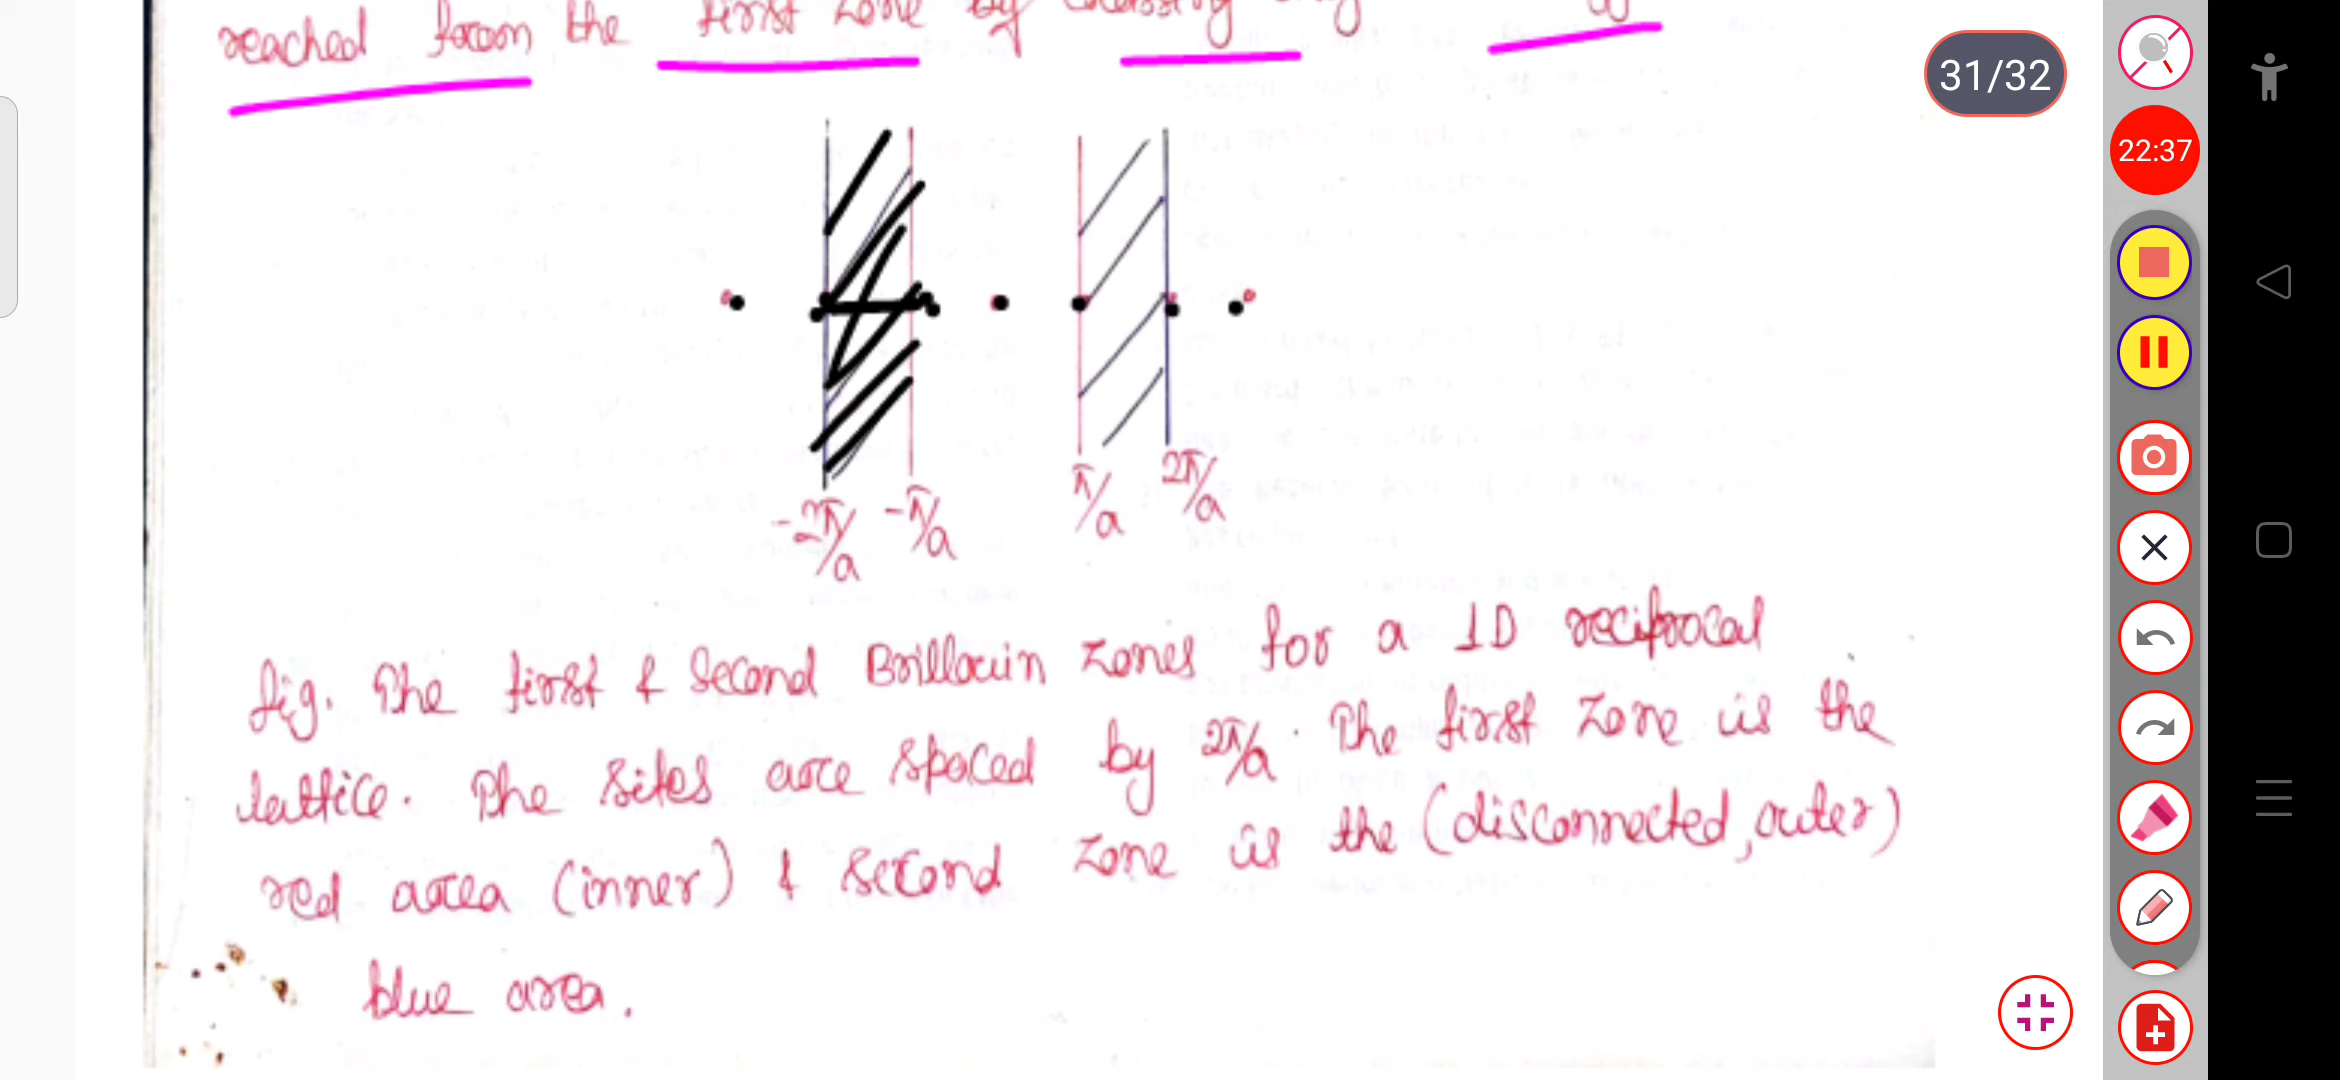 reached from the first zone by crossing only
31/32
22:37
-2π/a -π/a π/a 2π/a
fig. The first & Second Brillouin zones for a 1D reciprocal
lattice. The sites are spaced by 2π/a. The first zone is the
red area (inner) & second zone is the (disconnected, outer)
blue area.